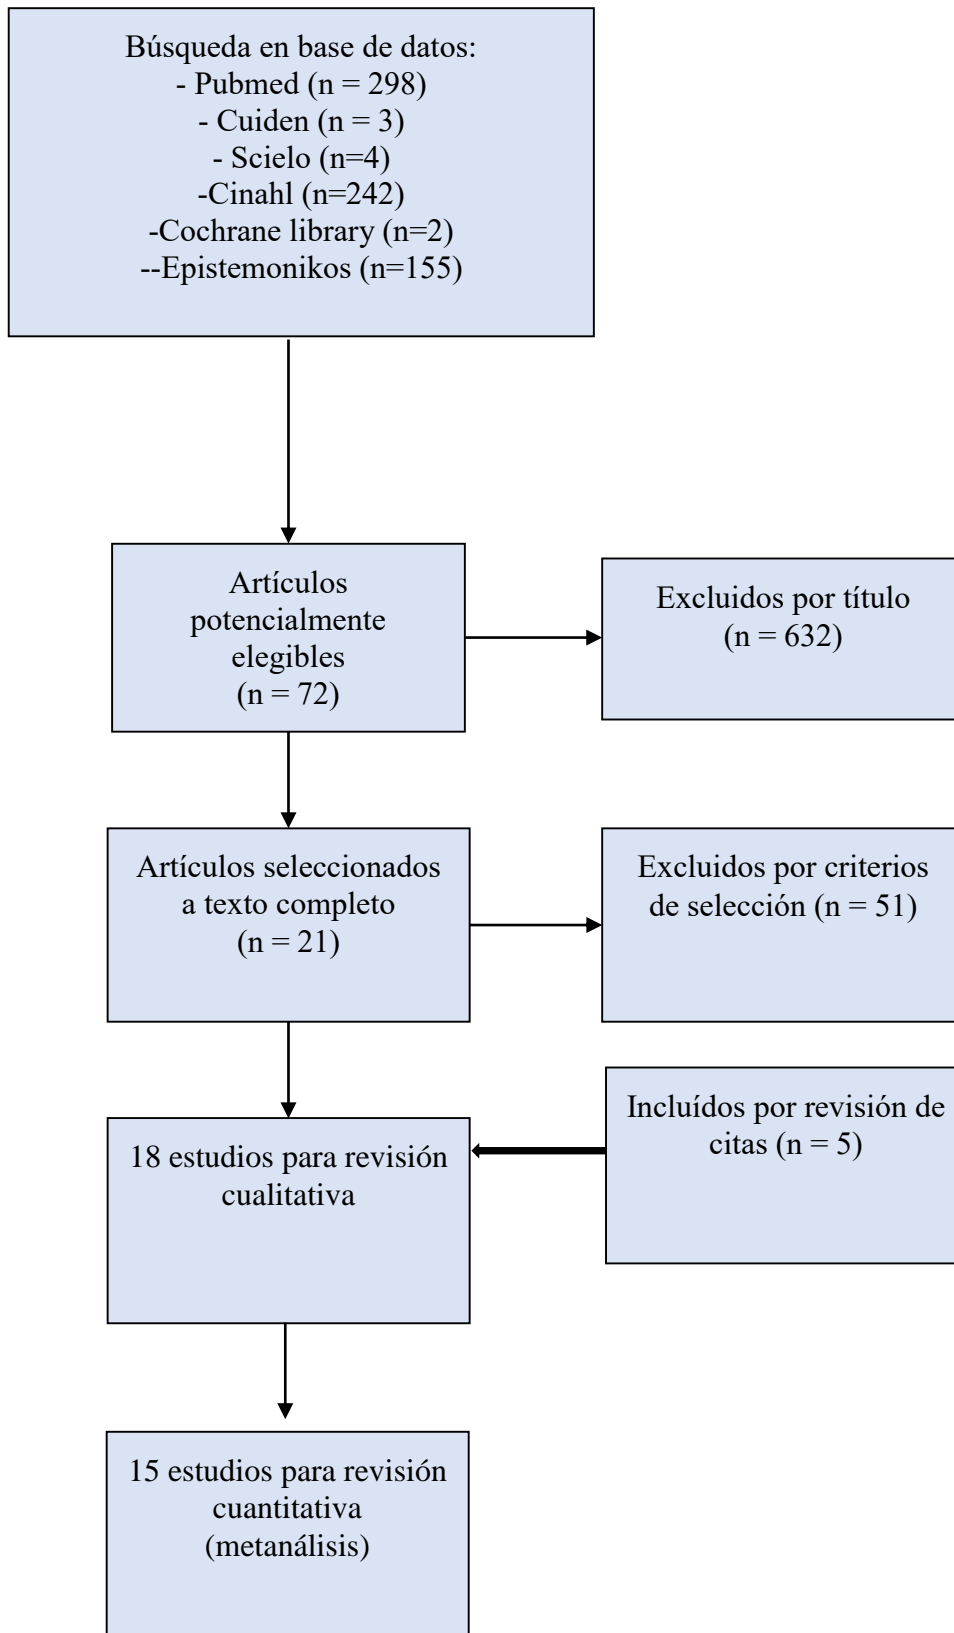 Búsqueda en base de datos:
- Pubmed (n = 298)
- Cuiden (n = 3)
- Scielo (n=4)
-Cinahl (n=242)
-Cochrane library (n=2)
--Epistemonikos (n=155)
Artículos
potencialmente
elegibles
(n = 72)
Excluidos por título
(n = 632)
Artículos seleccionados
a texto completo
(n = 21)
Excluidos por criterios
de selección (n = 51)
Incluídos por revisión de
citas (n = 5)
18 estudios para revisión
cualitativa
15 estudios para revisión
cuantitativa
(metanálisis)